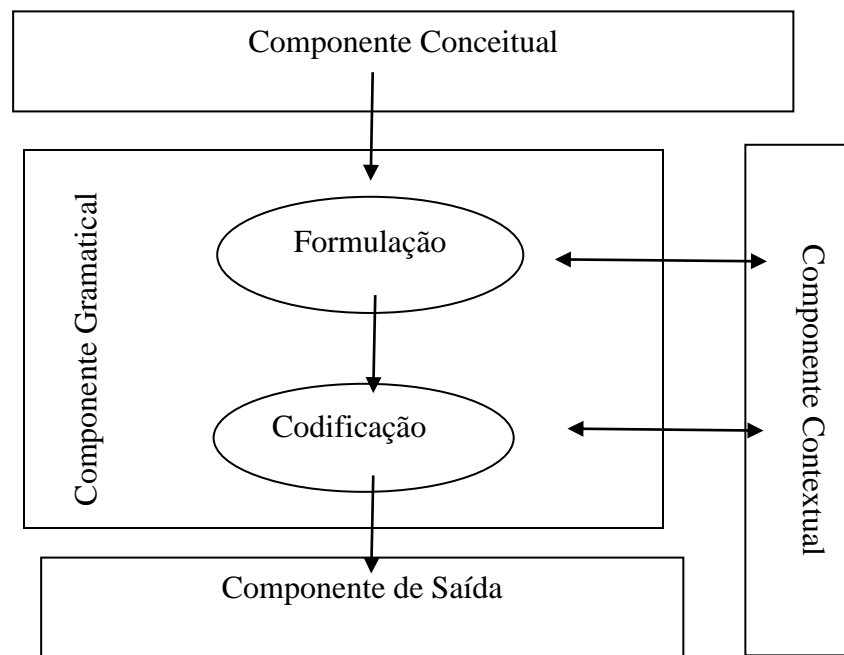 Componente Conceitual
Componente Gramatical
Formulação
Codificação
Componente Contextual
Componente de Saída